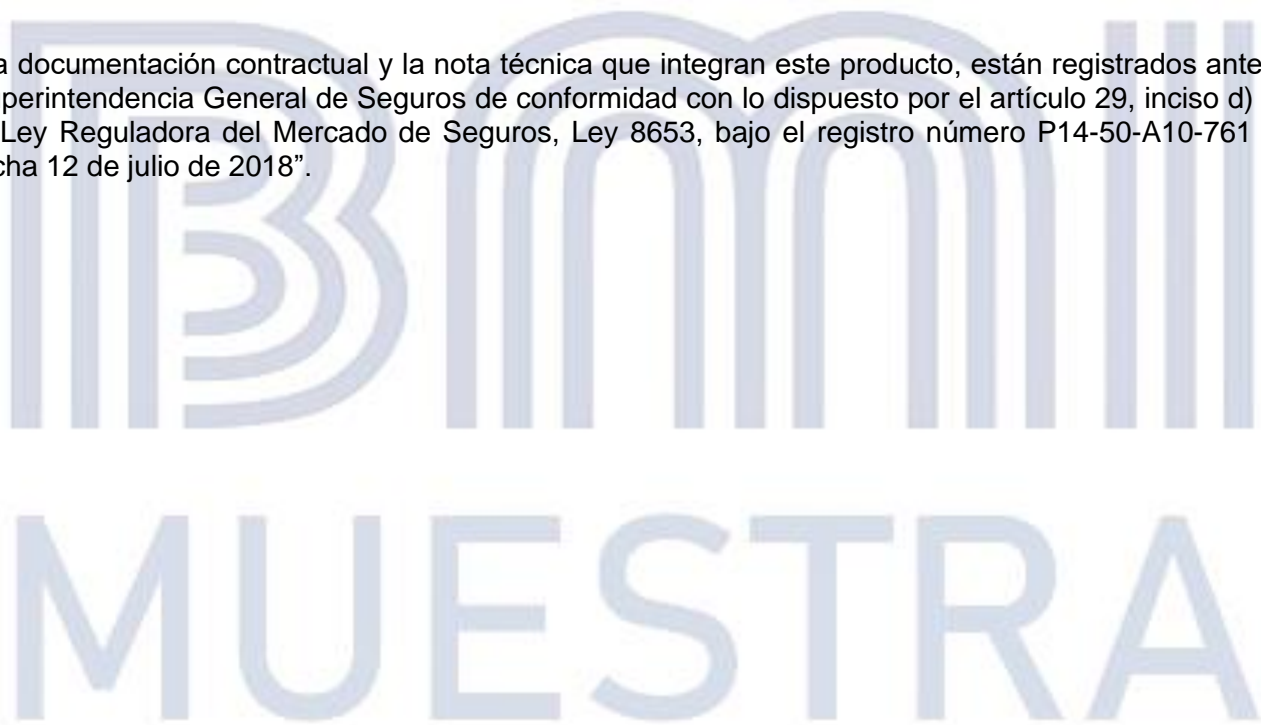 a documentación contractual y la nota técnica que integran este producto, están registrados ante
perintendencia General de Seguros de conformidad con lo dispuesto por el artículo 29, inciso d)
Ley Reguladora del Mercado de Seguros, Ley 8653, bajo el registro número P14-50-A10-761
cha 12 de julio de 2018”.
BMI
MUESTRA